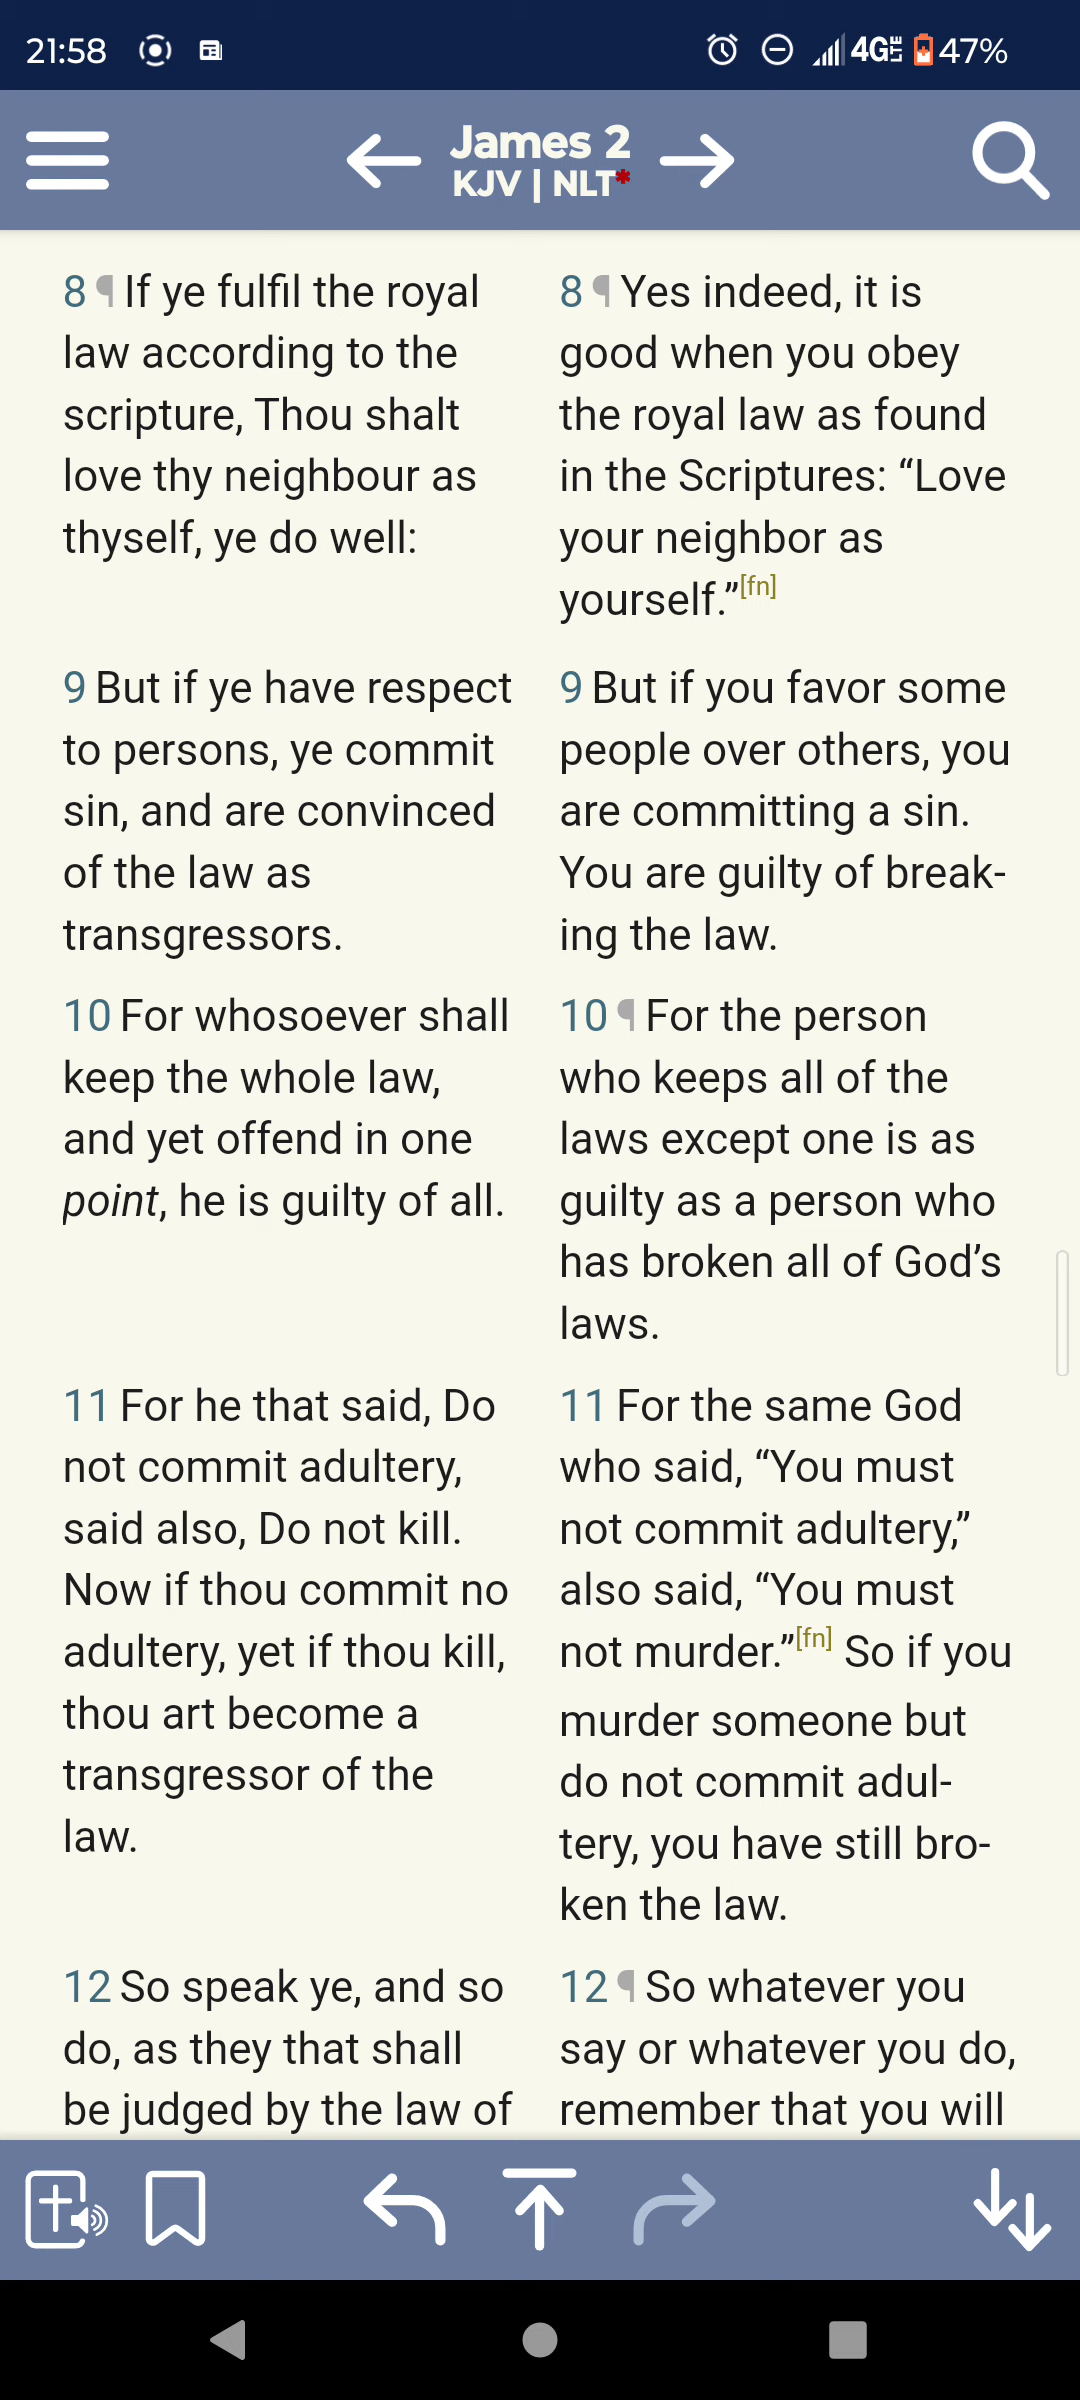 21:58
4G LTE 47%
James 2
KJV | NLT*
8 ¶ If ye fulfil the royal
law according to the
scripture, Thou shalt
love thy neighbour as
thyself, ye do well:
8 ¶ Yes indeed, it is
good when you obey
the royal law as found
in the Scriptures: “Love
your neighbor as
yourself.”[fn]
9 But if ye have respect
to persons, ye commit
sin, and are convinced
of the law as
transgressors.
9 But if you favor some
people over others, you
are committing a sin.
You are guilty of break-
ing the law.
10 For whosoever shall
keep the whole law,
and yet offend in one
point, he is guilty of all.
10 ¶ For the person
who keeps all of the
laws except one is as
guilty as a person who
has broken all of God’s
laws.
11 For he that said, Do
not commit adultery,
said also, Do not kill.
Now if thou commit no
adultery, yet if thou kill,
thou art become a
transgressor of the
law.
11 For the same God
who said, “You must
not commit adultery,”
also said, “You must
not murder.”[fn] So if you
murder someone but
do not commit adul-
tery, you have still bro-
ken the law.
12 So speak ye, and so
do, as they that shall
be judged by the law of
12 ¶ So whatever you
say or whatever you do,
remember that you will